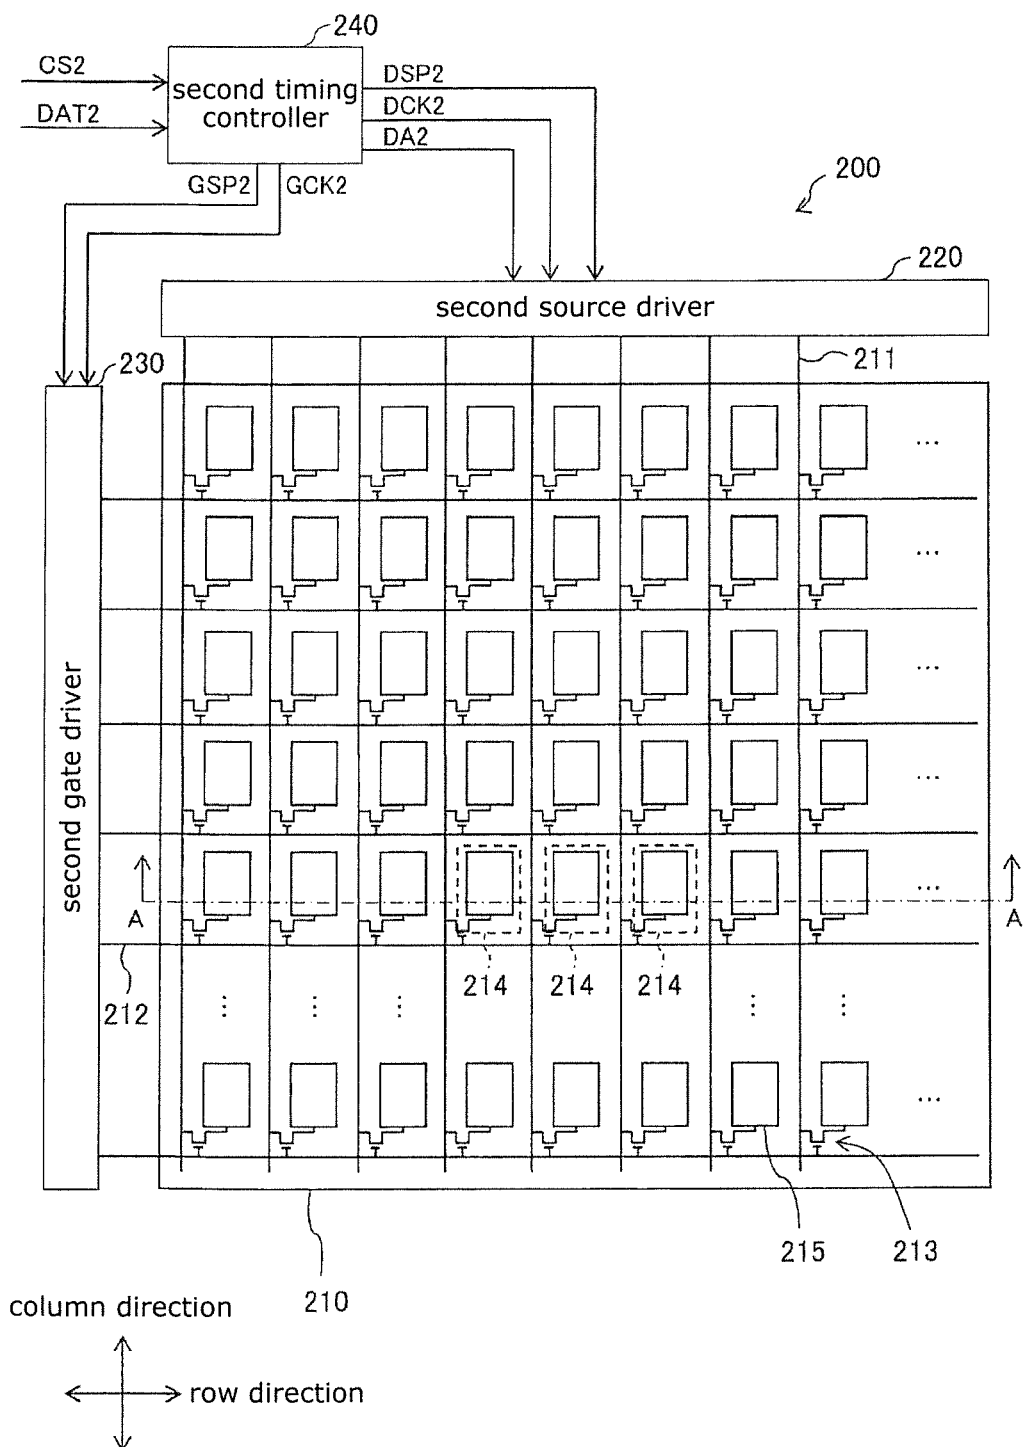 240
CS2
DAT2
second timing
controller
DSP2
DCK2
DA2
GSP2
GCK2
200
220
second source driver
230
211
second gate driver
...
...
...
...
...
A
A
214
214
214
212
...
...
...
...
...
...
215
213
210
column direction
row direction